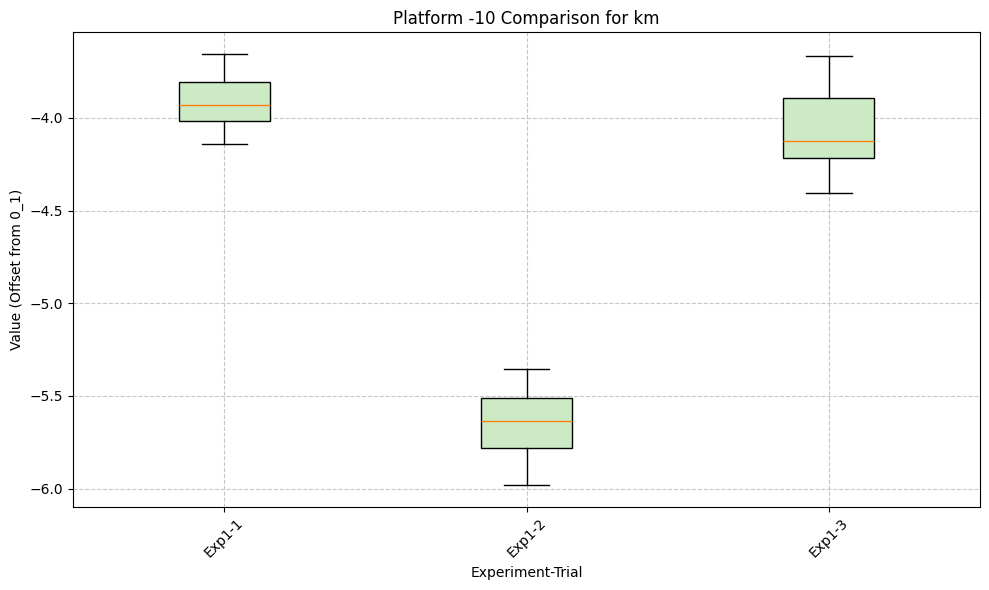 Platform -10 Comparison for km
Value (Offset from 0_1)
−4.0
−4.5
−5.0
−5.5
−6.0
Exp1-1
Exp1-2
Exp1-3
Experiment-Trial